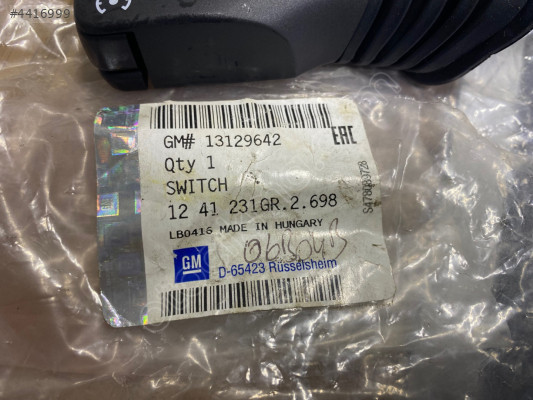 #4416999
GM# 13129642
EAC
Qty 1
SWITCH
12 41 231GR.2.698
LB0416 MADE IN HUNGARY
GM
D-65423 Rüsselsheim